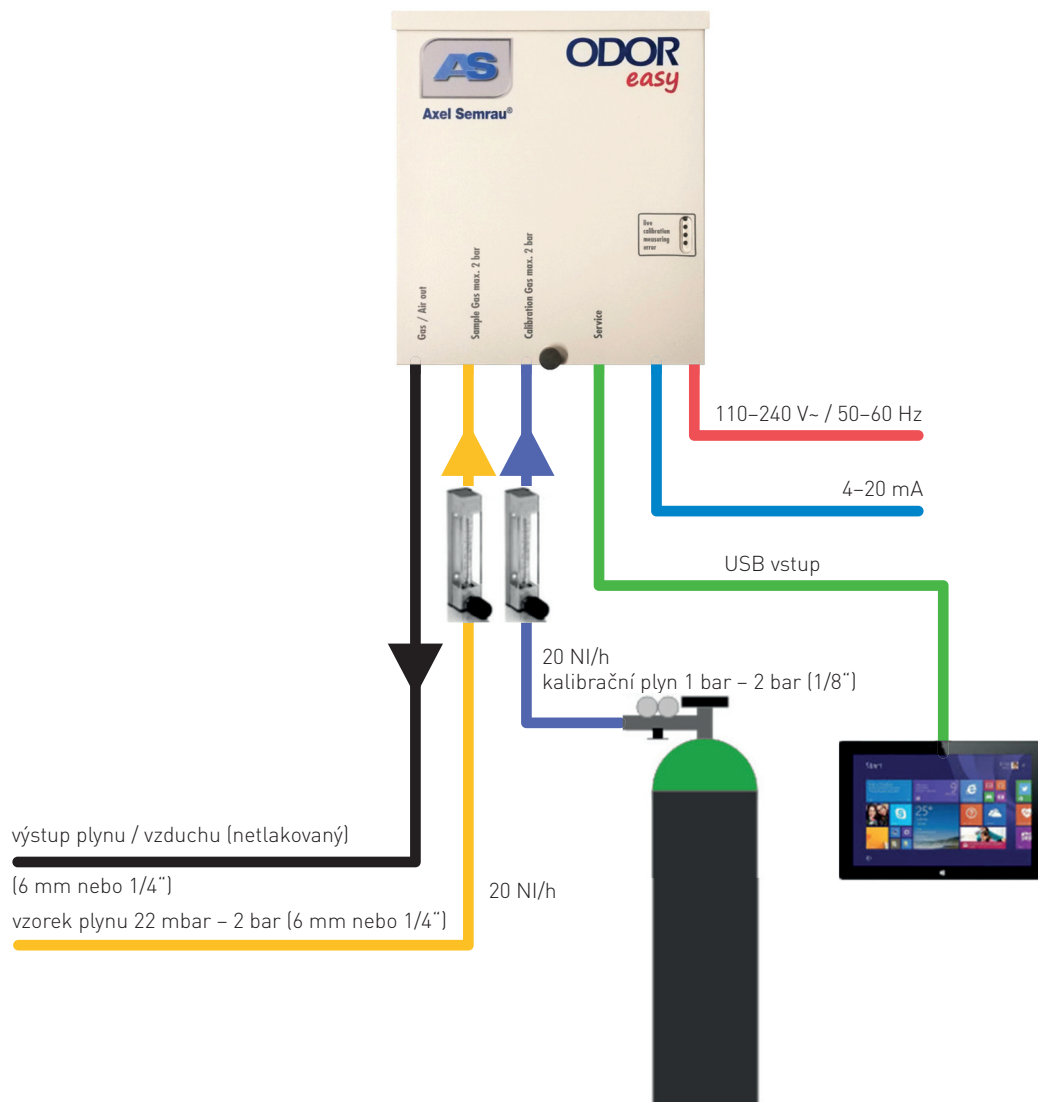 AS
Axel Semrau®
ODOR
easy
live
calibration
measuring
error
Gas / Air out
Sample Gas max. 2 bar
Calibration Gas max. 2 bar
Service
110–240 V~ / 50–60 Hz
4–20 mA
USB vstup
20 Nl/h
kalibrační plyn 1 bar – 2 bar (1/8“)
Start
25°
výstup plynu / vzduchu (netlakovaný)
(6 mm nebo 1/4“)
20 Nl/h
vzorek plynu 22 mbar – 2 bar (6 mm nebo 1/4“)